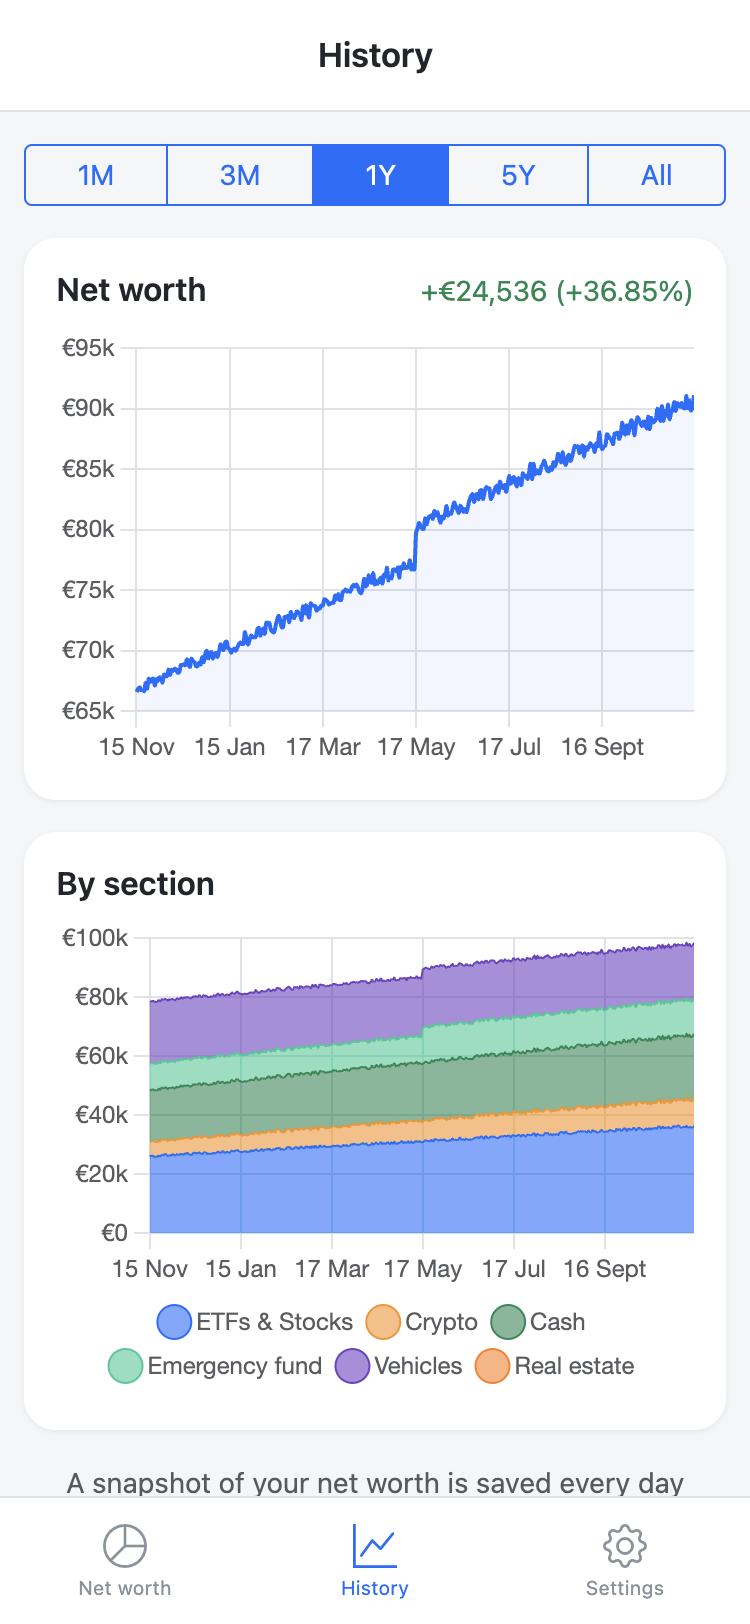 History
1M 3M 1Y 5Y All
Net worth +€24,536 (+36.85%)
€95k
€90k
€85k
€80k
€75k
€70k
€65k
15 Nov 15 Jan 17 Mar 17 May 17 Jul 16 Sept
By section
€100k
€80k
€60k
€40k
€20k
€0
15 Nov 15 Jan 17 Mar 17 May 17 Jul 16 Sept
ETFs & Stocks Crypto Cash
Emergency fund Vehicles Real estate
A snapshot of your net worth is saved every day
Net worth History Settings